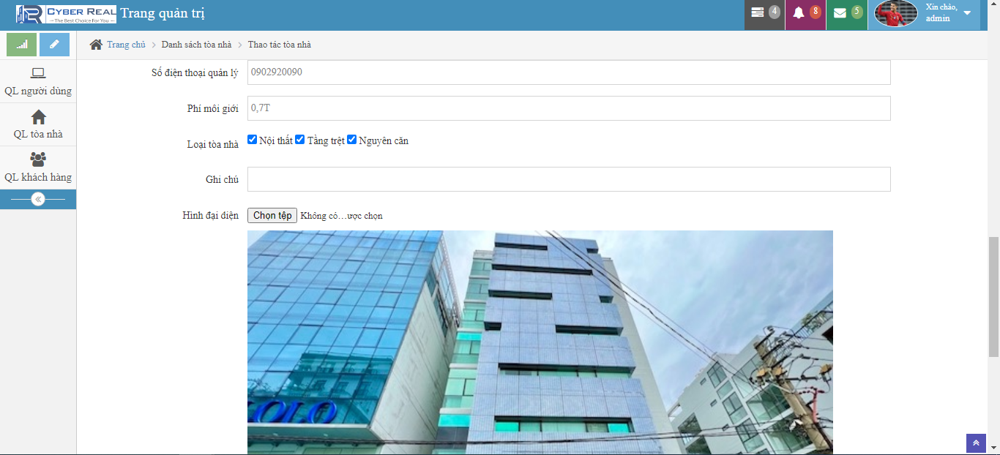 CYBER REAL
The Best Choice For You
Trang quản trị
4
8
5
Xin chào,
admin
Trang chủ
Danh sách tòa nhà
Thao tác tòa nhà
QL người dùng
QL tòa nhà
QL khách hàng
Số điện thoại quản lý
0902920090
Phí môi giới
0,7T
Loại tòa nhà
Nội thất
Tầng trệt
Nguyên căn
Ghi chú
Hình đại diện
Chọn tệp
Không có...ược chọn
OLO